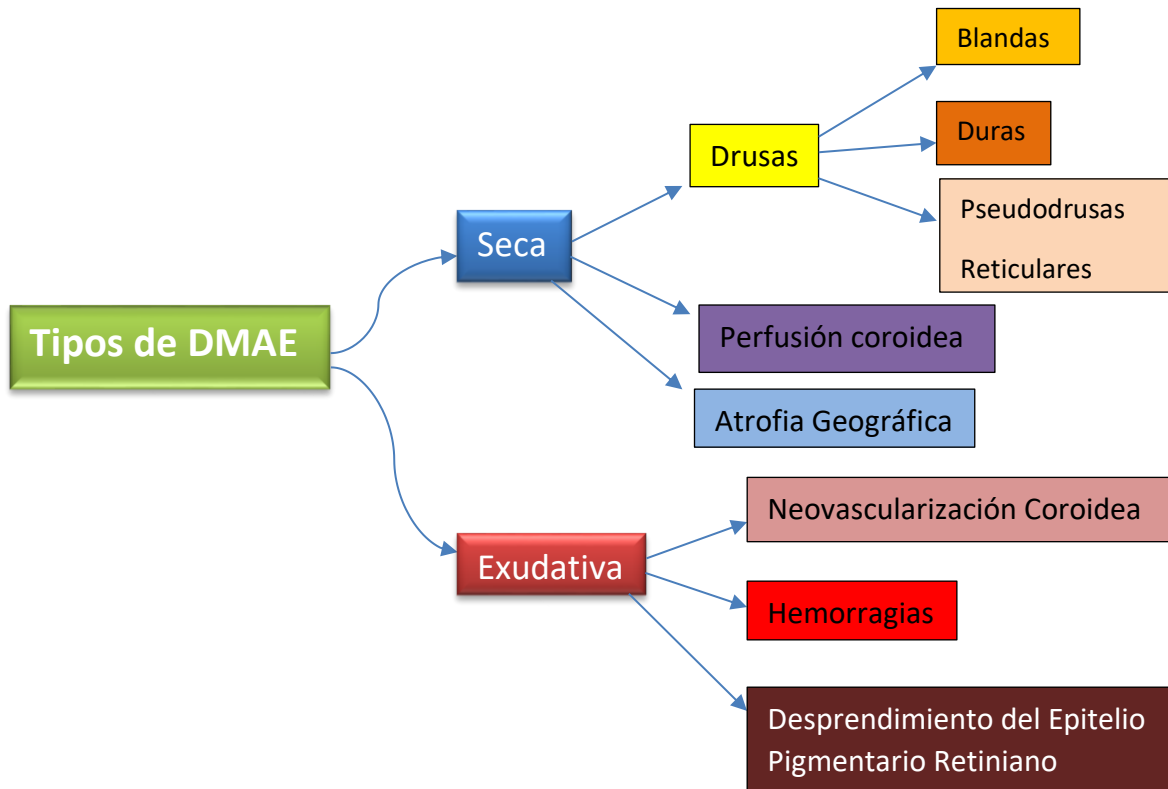 Tipos de DMAE
Seca
Drusas
Blandas
Duras
Pseudodrusas
Reticulares
Perfusión coroidea
Atrofia Geográfica
Exudativa
Neovascularización Coroidea
Hemorragias
Desprendimiento del Epitelio
Pigmentario Retiniano